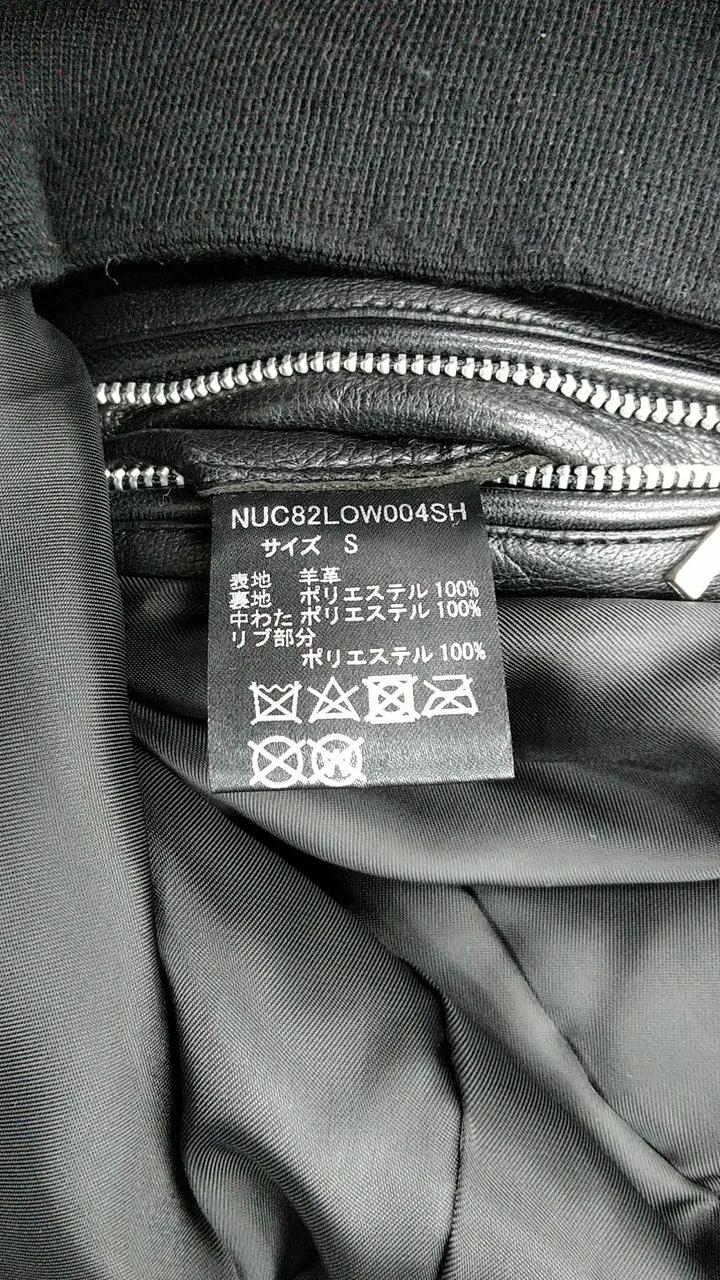 NUC82LOW004SH
サイズ S
表地 羊革
裏地 ポリエステル 100%
中わた ポリエステル 100%
リブ部分
ポリエステル 100%
W